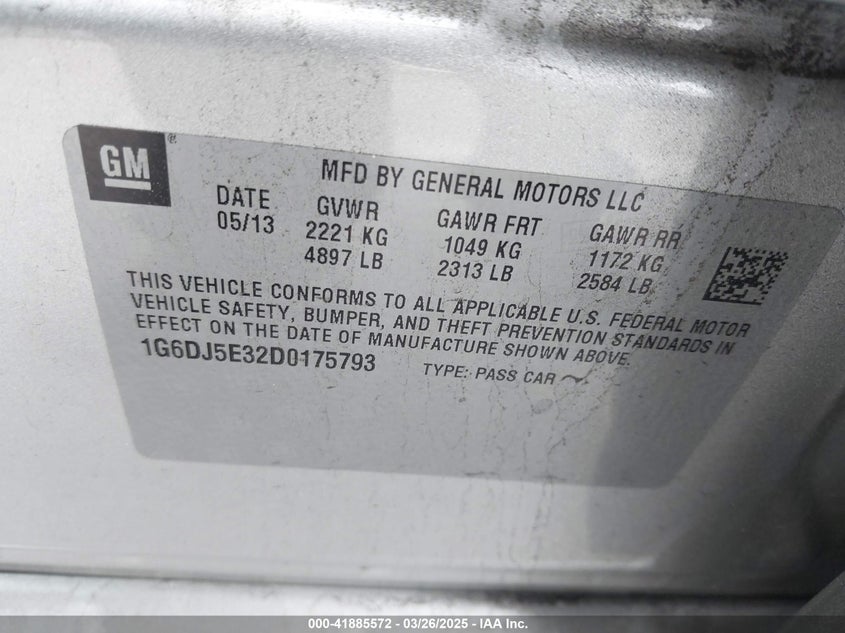 GM ®
MFD BY GENERAL MOTORS LLC
DATE GVWR GAWR FRT GAWR RR
05/13 2221 KG 1049 KG 1172 KG
4897 LB 2313 LB 2584 LB
THIS VEHICLE CONFORMS TO ALL APPLICABLE U.S. FEDERAL MOTOR
VEHICLE SAFETY, BUMPER, AND THEFT PREVENTION STANDARDS IN
EFFECT ON THE DATE OF MANUFACTURE SHOWN ABOVE.
1G6DJ5E32D0175793 TYPE: PASS CAR
000-41885572 - 03/26/2025 - IAA Inc.